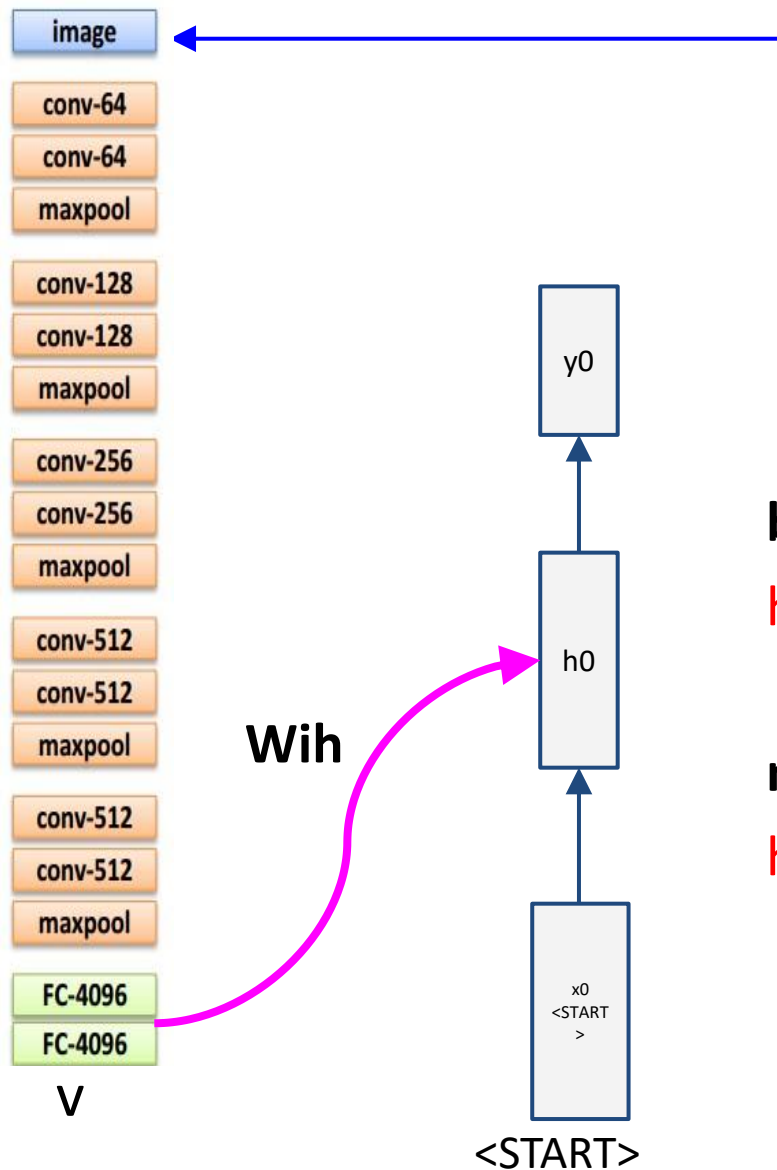 image
conv-64
conv-64
maxpool
conv-128
conv-128
maxpool
conv-256
conv-256
maxpool
conv-512
conv-512
maxpool
conv-512
conv-512
maxpool
FC-4096
FC-4096
v
Wih
y0
h0
x0
<START
>
<START>
h
h